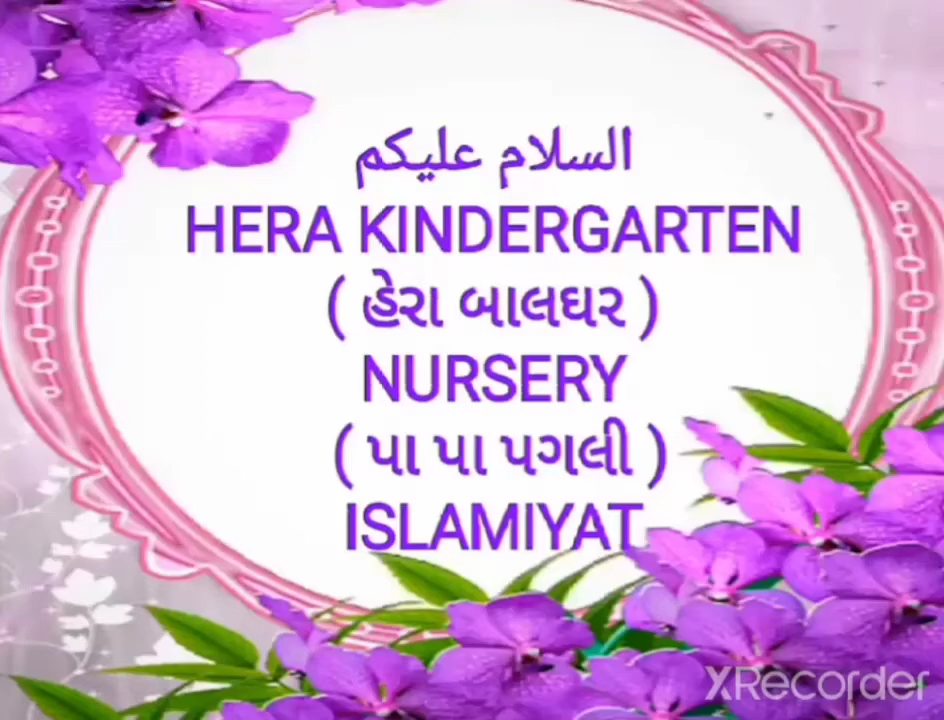 السلام عليكم
HERA KINDERGARTEN
( હેરા બાલઘર )
NURSERY
( પા પા પગલી )
ISLAMIYAT
XRecorder